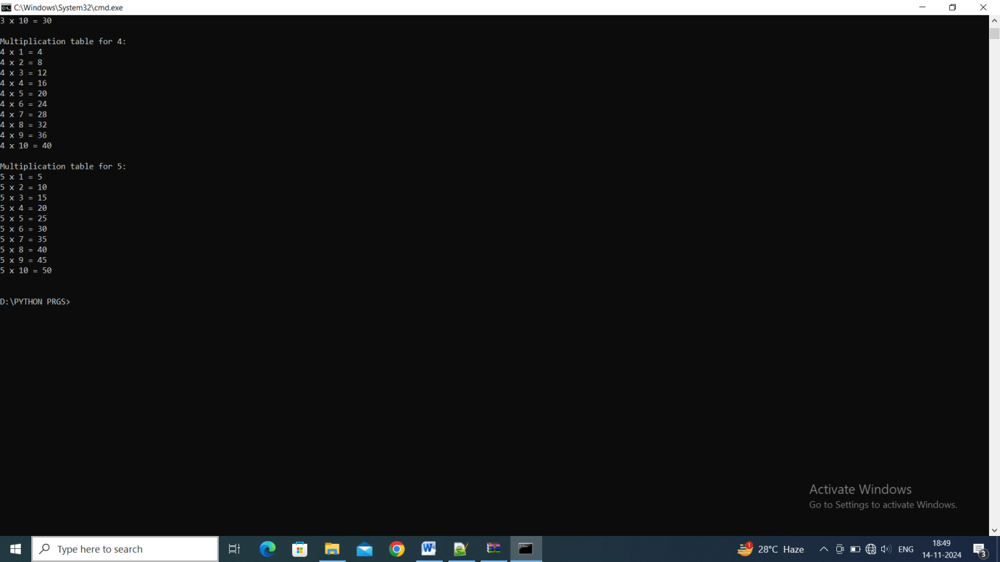 C:\Windows\System32\cmd.exe
3 x 10 = 30
Multiplication table for 4:
4 x 1 = 4
4 x 2 = 8
4 x 3 = 12
4 x 4 = 16
4 x 5 = 20
4 x 6 = 24
4 x 7 = 28
4 x 8 = 32
4 x 9 = 36
4 x 10 = 40
Multiplication table for 5:
5 x 1 = 5
5 x 2 = 10
5 x 3 = 15
5 x 4 = 20
5 x 5 = 25
5 x 6 = 30
5 x 7 = 35
5 x 8 = 40
5 x 9 = 45
5 x 10 = 50
D:\PYTHON PRGS>
Activate Windows
Go to Settings to activate Windows.
Type here to search
1
28°C Haze
ENG
18:49
14-11-2024
3